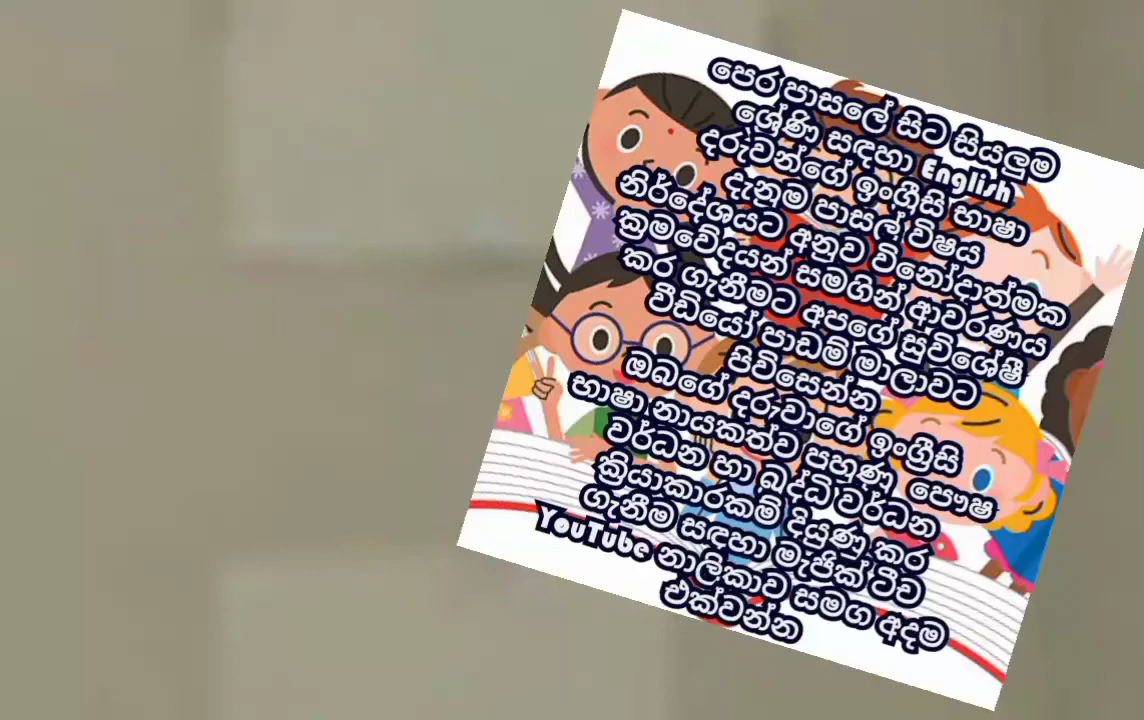 පෙර පාසලේ සිට සියලුම
ශ්‍රේණි සඳහා English
දරුවන්ගේ ඉංග්‍රීසි භාෂා
දැනුම පාසල් විෂය
නිර්දේශයට අනුව විනෝදාත්මක
ක්‍රමවේදයන් සමගින් ආවරණය
කර ගැනීමට අපගේ සුවිශේෂී
වීඩියෝ පාඩම් මාලාවට
පිවිසෙන්න
ඔබගේ දරුවාගේ ඉංග්‍රීසි
භාෂා නායකත්ව පුහුණු පෞෂ
වර්ධන හා බුද්ධි වර්ධන
ක්‍රියාකාරකම් දියුණු කර
ගැනීම සඳහා මැජික් ටීච
YouTube නාලිකාව සමග අදම
එක්වන්න